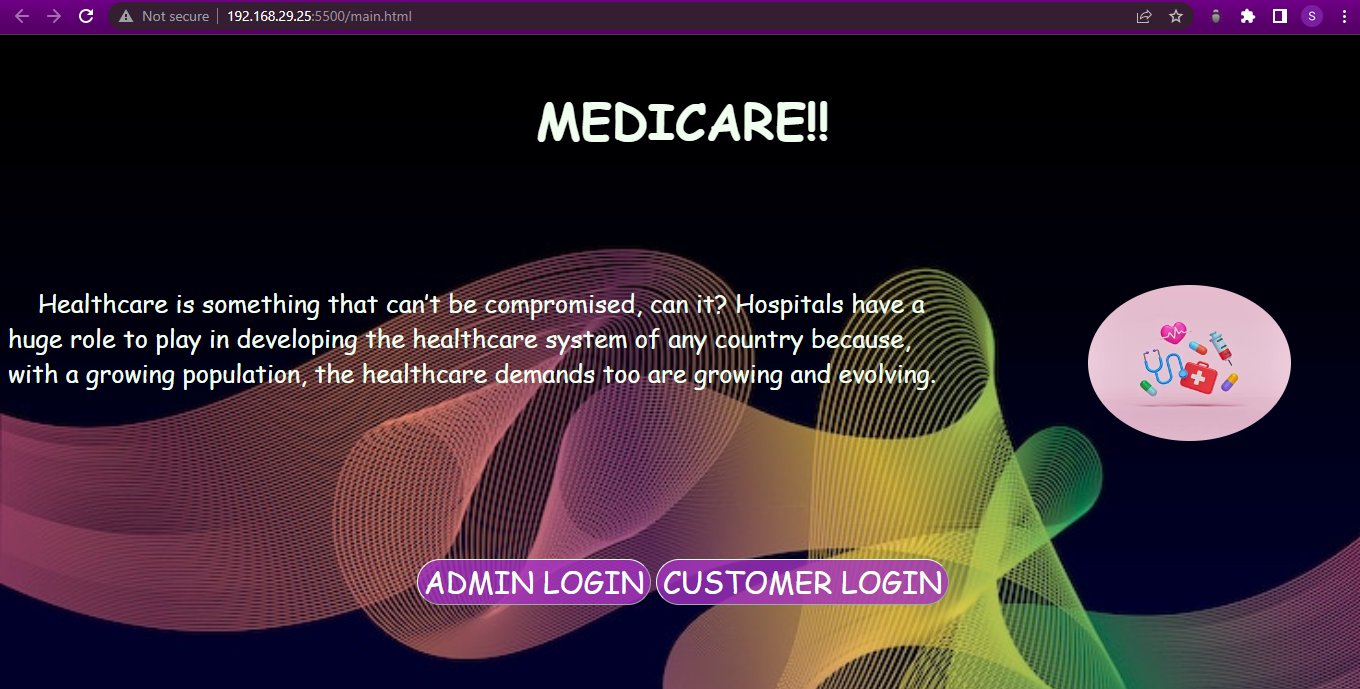 Not secure | 192.168.29.25:5500/main.html
S
MEDICARE!!
Healthcare is something that can’t be compromised, can it? Hospitals have a
huge role to play in developing the healthcare system of any country because,
with a growing population, the healthcare demands too are growing and evolving.
ADMIN LOGIN CUSTOMER LOGIN